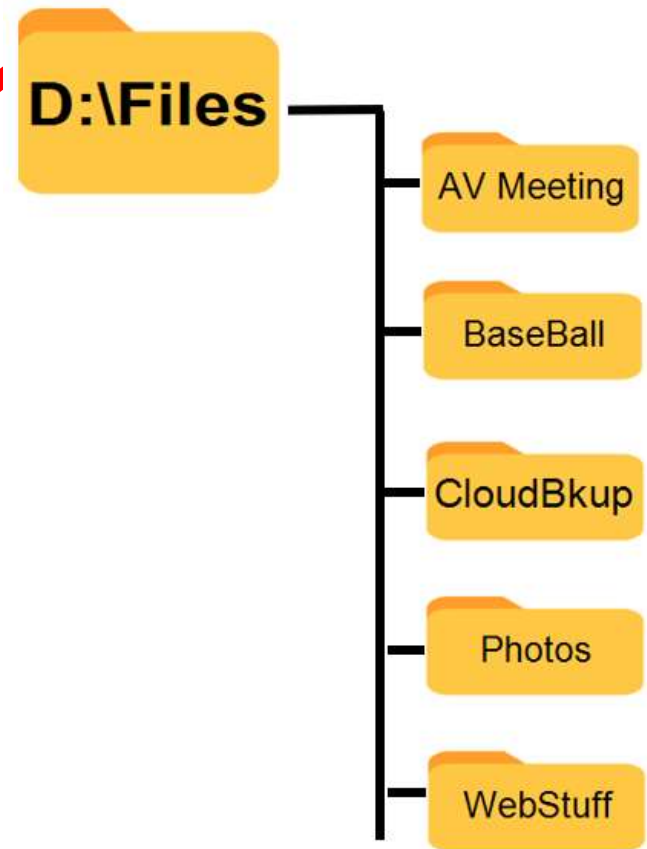 D:\Files
AV Meeting
BaseBall
CloudBkup
Photos
WebStuff